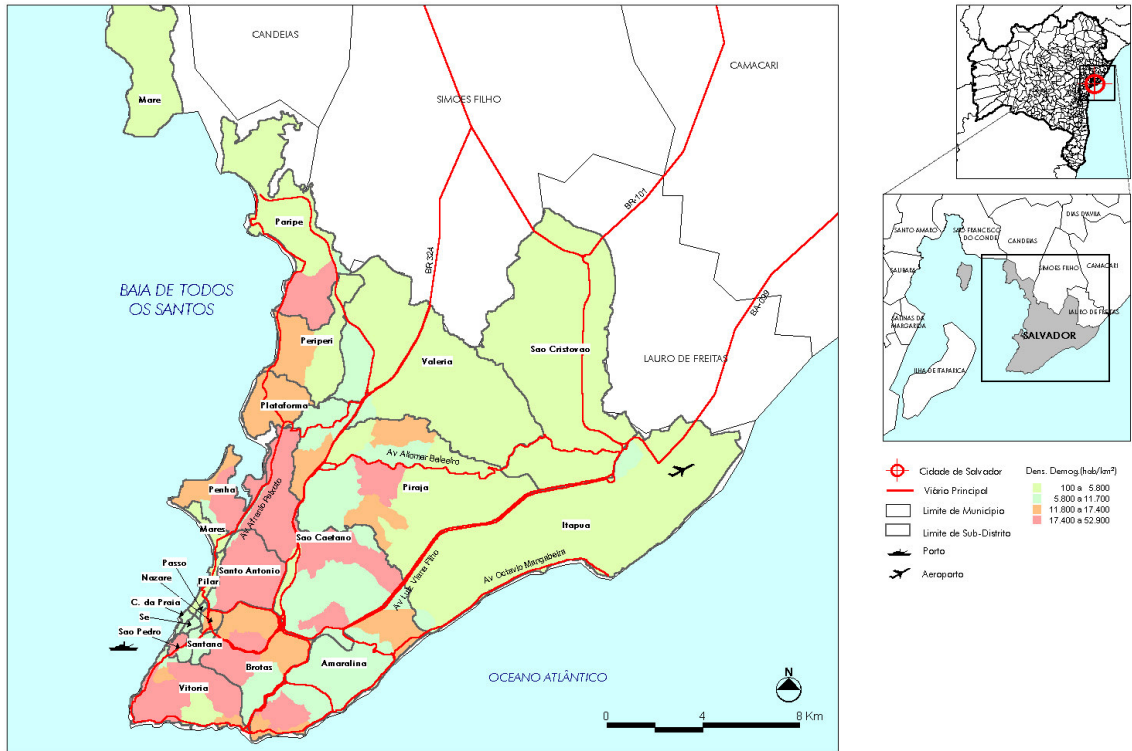 CANDEIAS
CAMACARI
SIMOES FILHO
Mare
BR-101
Paripe
BR 324
BA-099
BAIA DE TODOS
OS SANTOS
Periperi
Valeria
Sao Cristovao
LAURO DE FREITAS
Plataforma
Av Aliomar Baleeiro
Penha
Av Afranio Peixoto
Piraja
Itapua
Mares
Sao Caetano
Av Luiz Viana Filho
Av Octavio Mangabeira
Passo
Santo Antonio
Nazare
Pilar
C. da Praia
Se
Sao Pedro
Santana
Brotas
Amaralina
Vitoria
OCEANO ATLÂNTICO
N
0 4 8 Km
SANTO AMARO
SAO FRANCISCO
DO CONDE
DIAS D'AVILA
CANDEIAS
SAUBARA
SIMOES FILHO
CAMACARI
SALINAS DA
MARGARIDA
LAURO DE FREITAS
SALVADOR
ILHA DE ITAPARICA
Cidade de Salvador
Viário Principal
Limite de Município
Limite de Sub-Distrito
Porto
Aeroporto
Dens. Demog.(hab/km²)
100 a 5.800
5.800 a 11.700
11.800 a 17.400
17.400 a 52.900